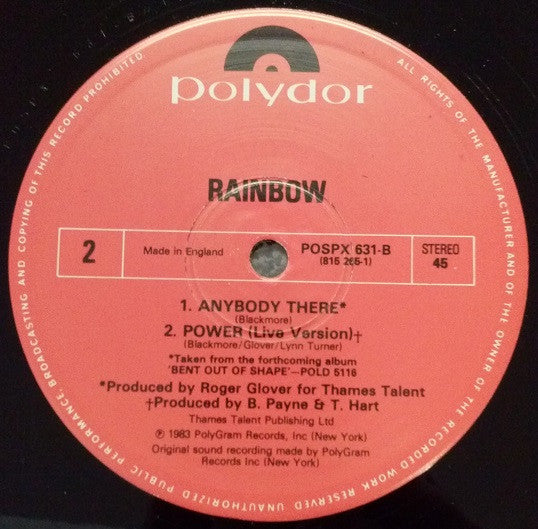 polydor
RAINBOW
2
Made in England
POSPX 631-B
(815 265-1)
STEREO
45
1. ANYBODY THERE*
(Blackmore)
2. POWER (Live Version)†
(Blackmore/Glover/Lynn Turner)
*Taken from the forthcoming album
'BENT OUT OF SHAPE'—POLD 5116
*Produced by Roger Glover for Thames Talent
†Produced by B. Payne & T. Hart
Thames Talent Publishing Ltd
℗ 1983 PolyGram Records, Inc (New York)
Original sound recording made by PolyGram
Records Inc (New York)
ALL RIGHTS OF THE MANUFACTURER AND OF THE OWNER OF THE RECORDED WORK RESERVED. UNAUTHORIZED PUBLIC PERFORMANCE, BROADCASTING AND COPYING OF THIS RECORD PROHIBITED.